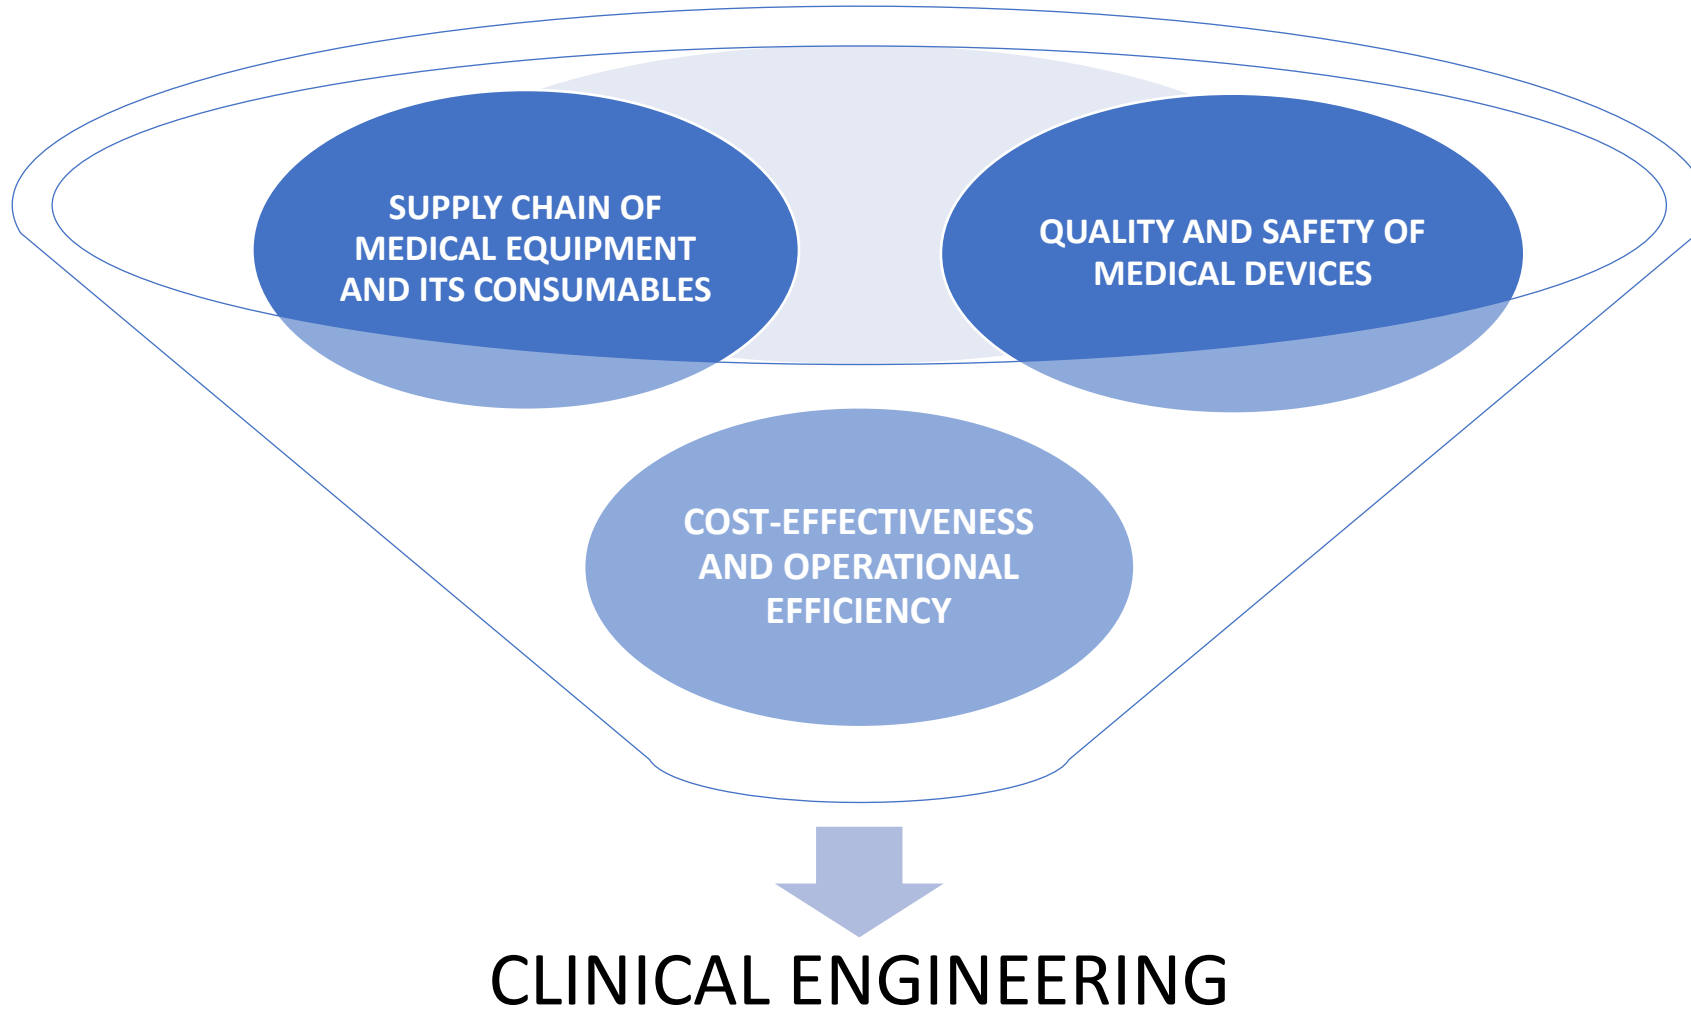 SUPPLY CHAIN OF
MEDICAL EQUIPMENT
AND ITS CONSUMABLES
QUALITY AND SAFETY OF
MEDICAL DEVICES
COST-EFFECTIVENESS
AND OPERATIONAL
EFFICIENCY
CLINICAL ENGINEERING